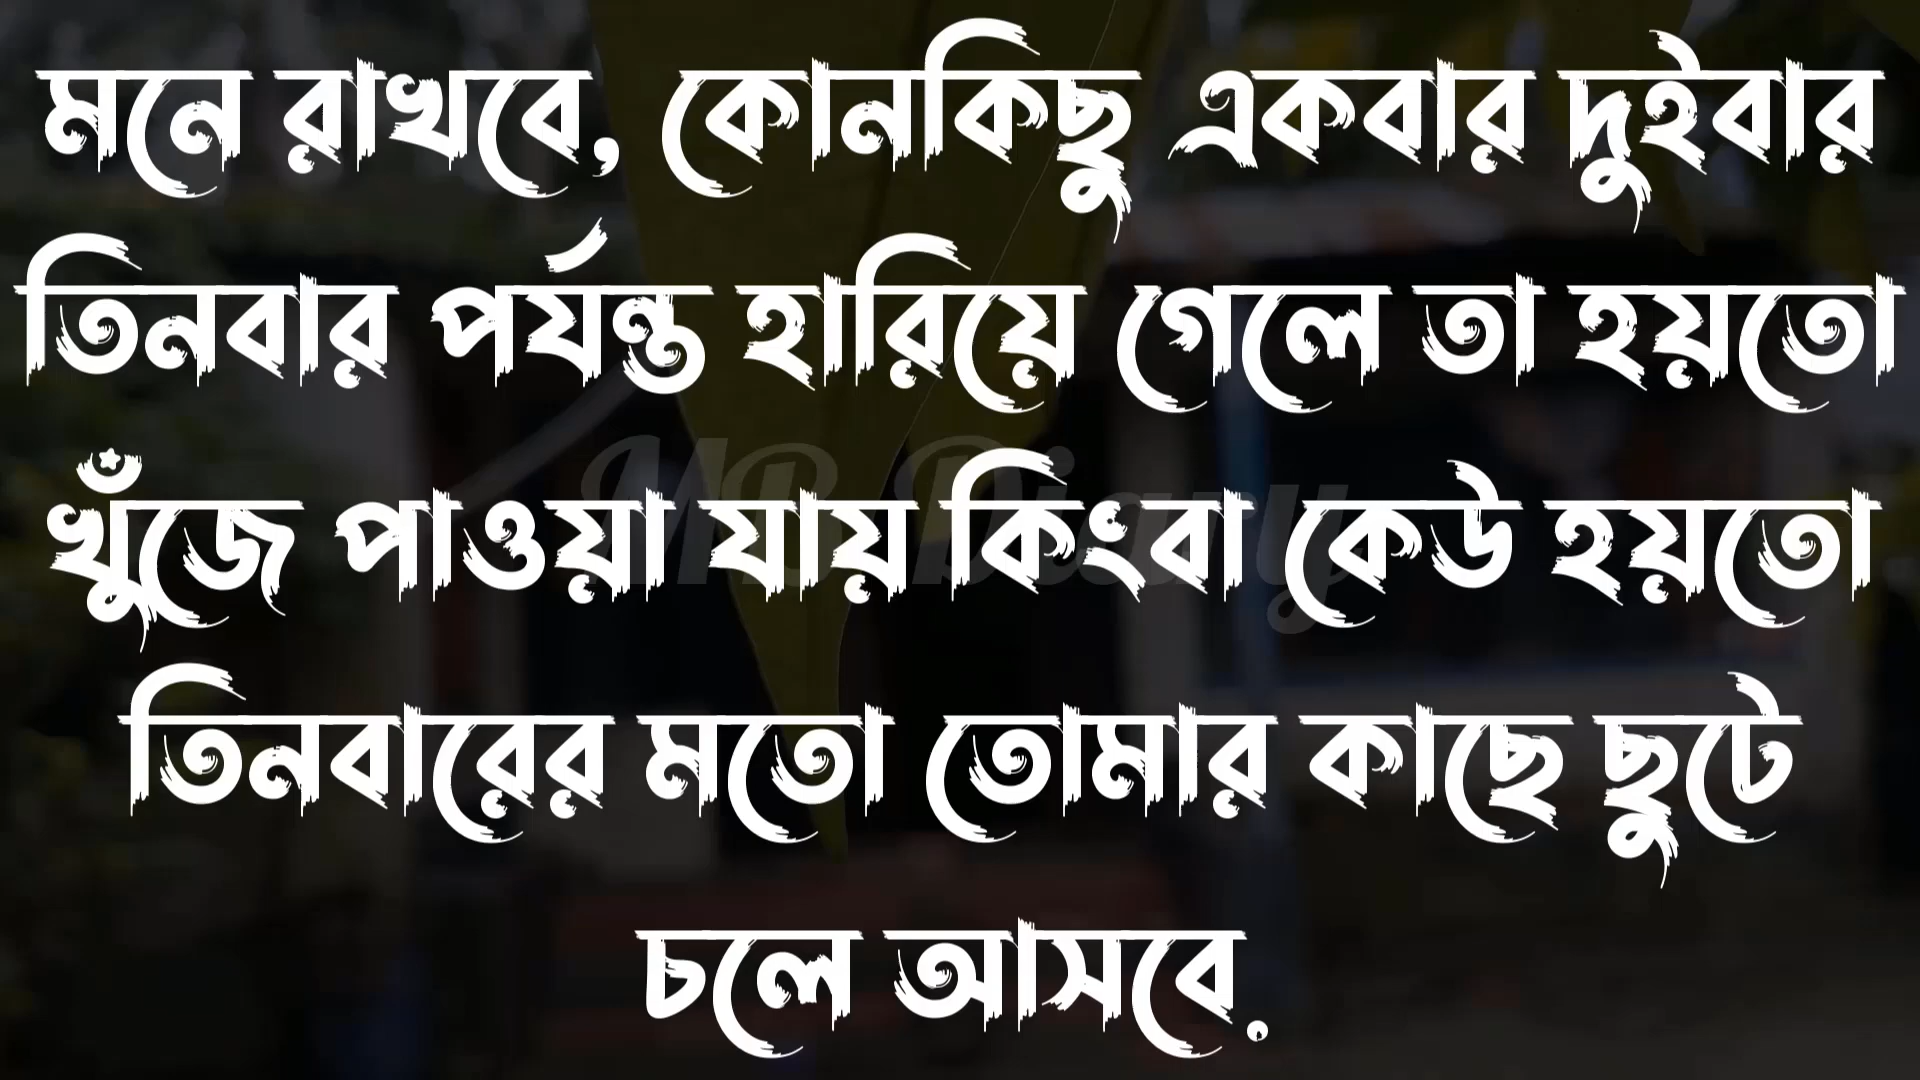 মনে রাখবে, কোনকিছু একবার দুইবার
তিনবার পর্যন্ত হারিয়ে গেলে তা হয়তো
খুঁজে পাওয়া যায় কিংবা কেউ হয়তো
তিনবারের মতো তোমার কাছে ছুটে
চলে আসবে.